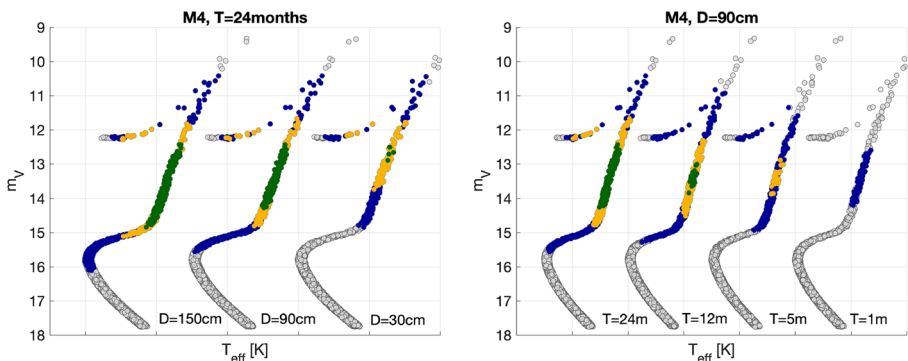 M4, T=24months
9
10
11
12
13
14
15
16
17
18
m_V
D=150cm
D=90cm
D=30cm
T_eff [K]
M4, D=90cm
9
10
11
12
13
14
15
16
17
18
m_V
T=24m
T=12m
T=5m
T=1m
T_eff [K]